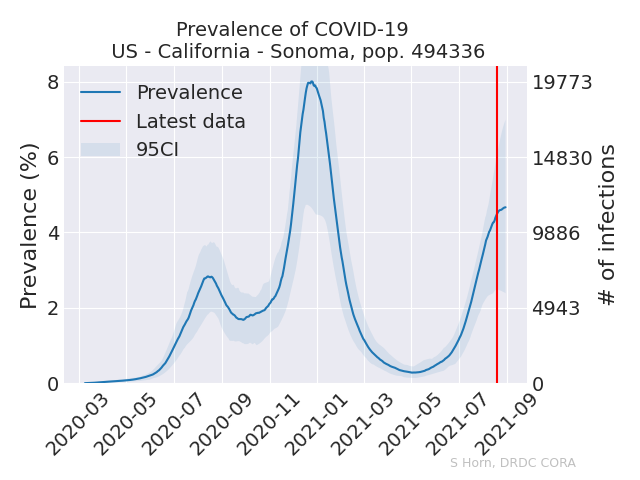 Prevalence of COVID-19
US - California - Sonoma, pop. 494336
Prevalence
Latest data
95CI
Prevalence (%)
8
6
4
2
0
19773
14830
9886
4943
0
# of infections
2020-03
2020-05
2020-07
2020-09
2020-11
2021-01
2021-03
2021-05
2021-07
2021-09
S Horn, DRDC CORA